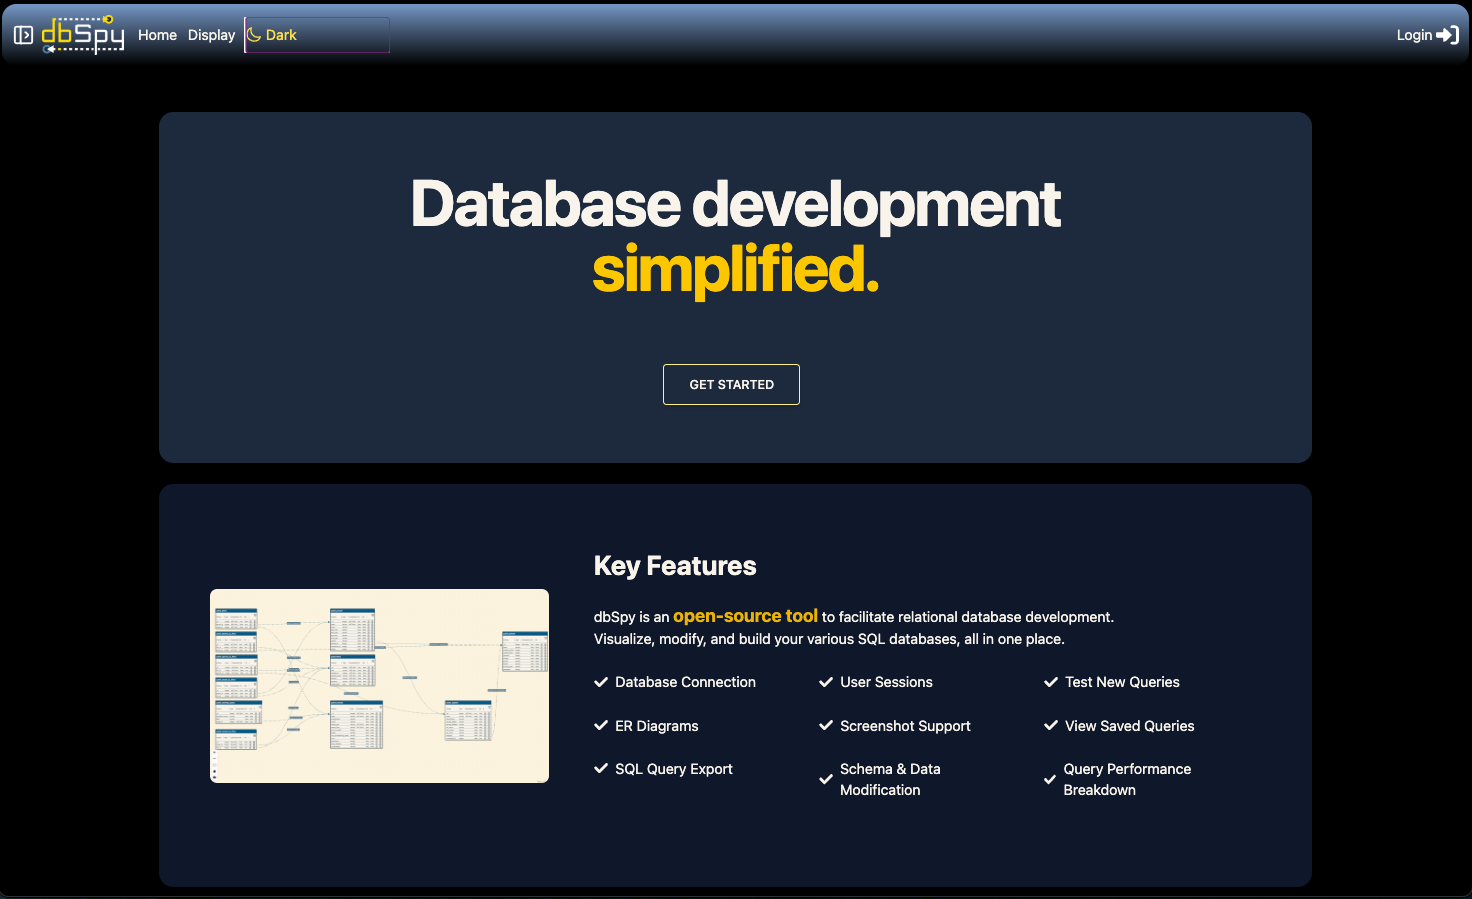 dbSpy
Home
Display
Dark
Login
Database development
simplified.
GET STARTED
Key Features
dbSpy is an open-source tool to facilitate relational database development.
Visualize, modify, and build your various SQL databases, all in one place.
Database Connection
User Sessions
Test New Queries
ER Diagrams
Screenshot Support
View Saved Queries
SQL Query Export
Schema & Data
Modification
Query Performance
Breakdown